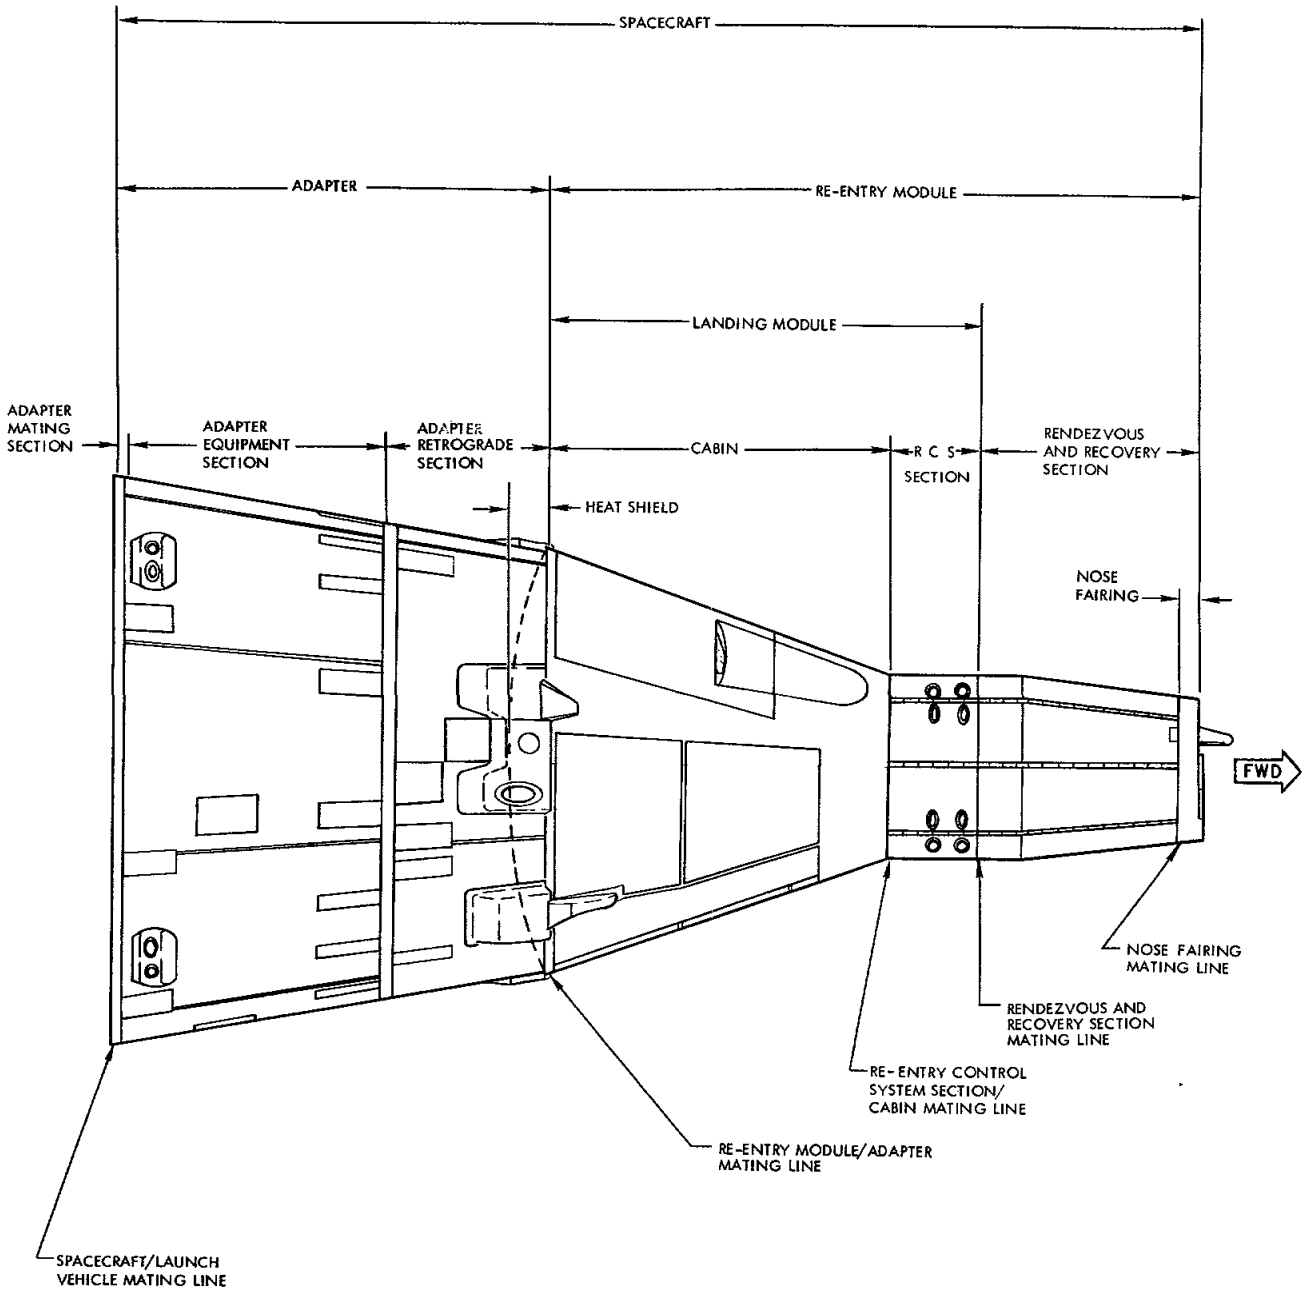 SPACECRAFT
ADAPTER
RE-ENTRY MODULE
LANDING MODULE
ADAPTER
MATING
SECTION
ADAPTER
EQUIPMENT
SECTION
ADAPTER
RETROGRADE
SECTION
CABIN
R C S
SECTION
RENDEZVOUS
AND RECOVERY
SECTION
HEAT SHIELD
NOSE
FAIRING
FWD
NOSE FAIRING
MATING LINE
RENDEZVOUS AND
RECOVERY SECTION
MATING LINE
RE-ENTRY CONTROL
SYSTEM SECTION/
CABIN MATING LINE
RE-ENTRY MODULE/ADAPTER
MATING LINE
SPACECRAFT/LAUNCH
VEHICLE MATING LINE